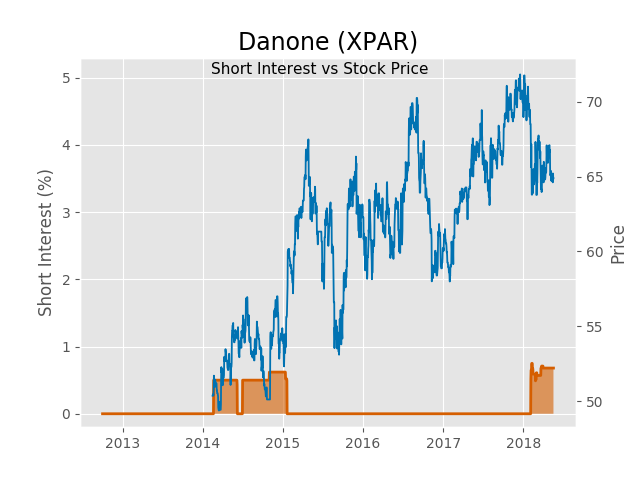 Danone (XPAR)
Short Interest vs Stock Price
Short Interest (%)
5
4
3
2
1
0
70
65
60
55
50
Price
2013 2014 2015 2016 2017 2018